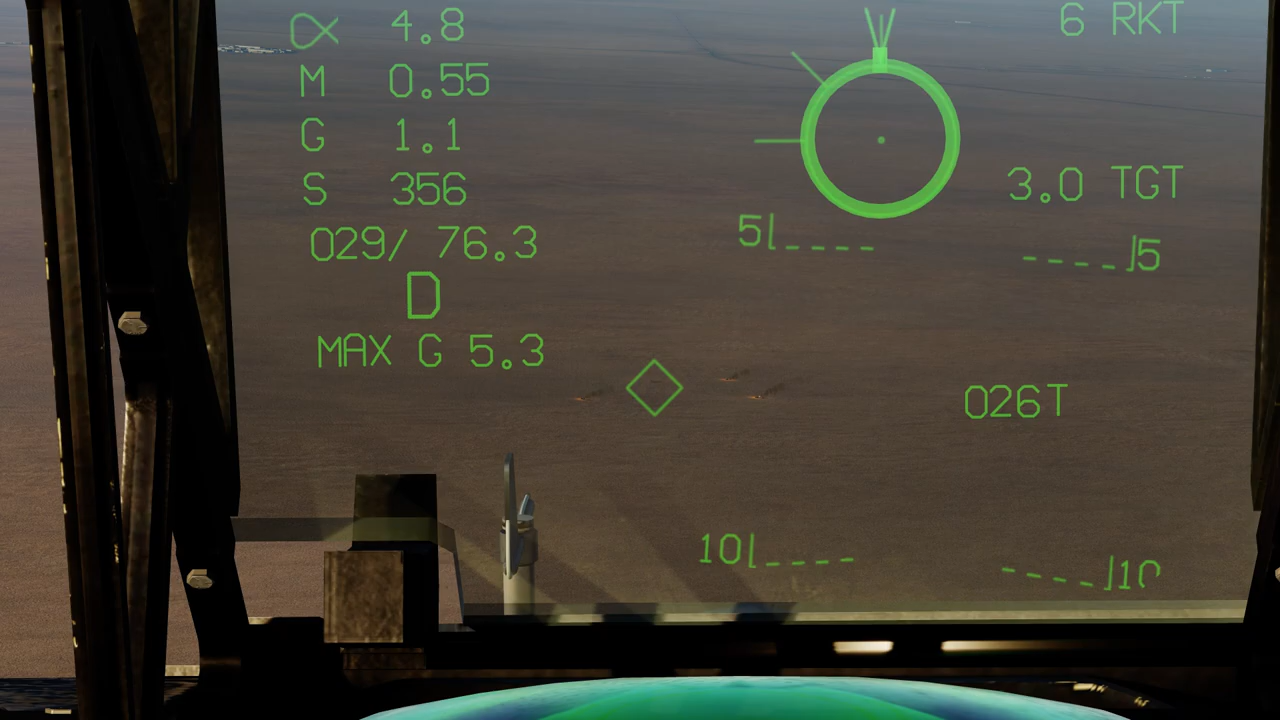 α 4.8
M 0.55
G 1.1
S 356
029/ 76.3
D
MAX G 5.3
6 RKT
3.0 TGT
5 5
026T
10 10